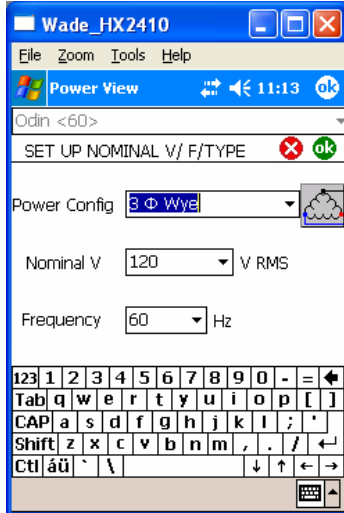 Wade_HX2410
File Zoom Tools Help
Power View 11:13 ok
Odin <60>
SET UP NOMINAL V/ F/TYPE ok
Power Config 3 Φ Wye
Nominal V 120 V RMS
Frequency 60 Hz
123 1 2 3 4 5 6 7 8 9 0 - =
Tab q w e r t y u i o p [ ]
CAP a s d f g h j k l ; '
Shift z x c v b n m , . /
Ctl áü ` \